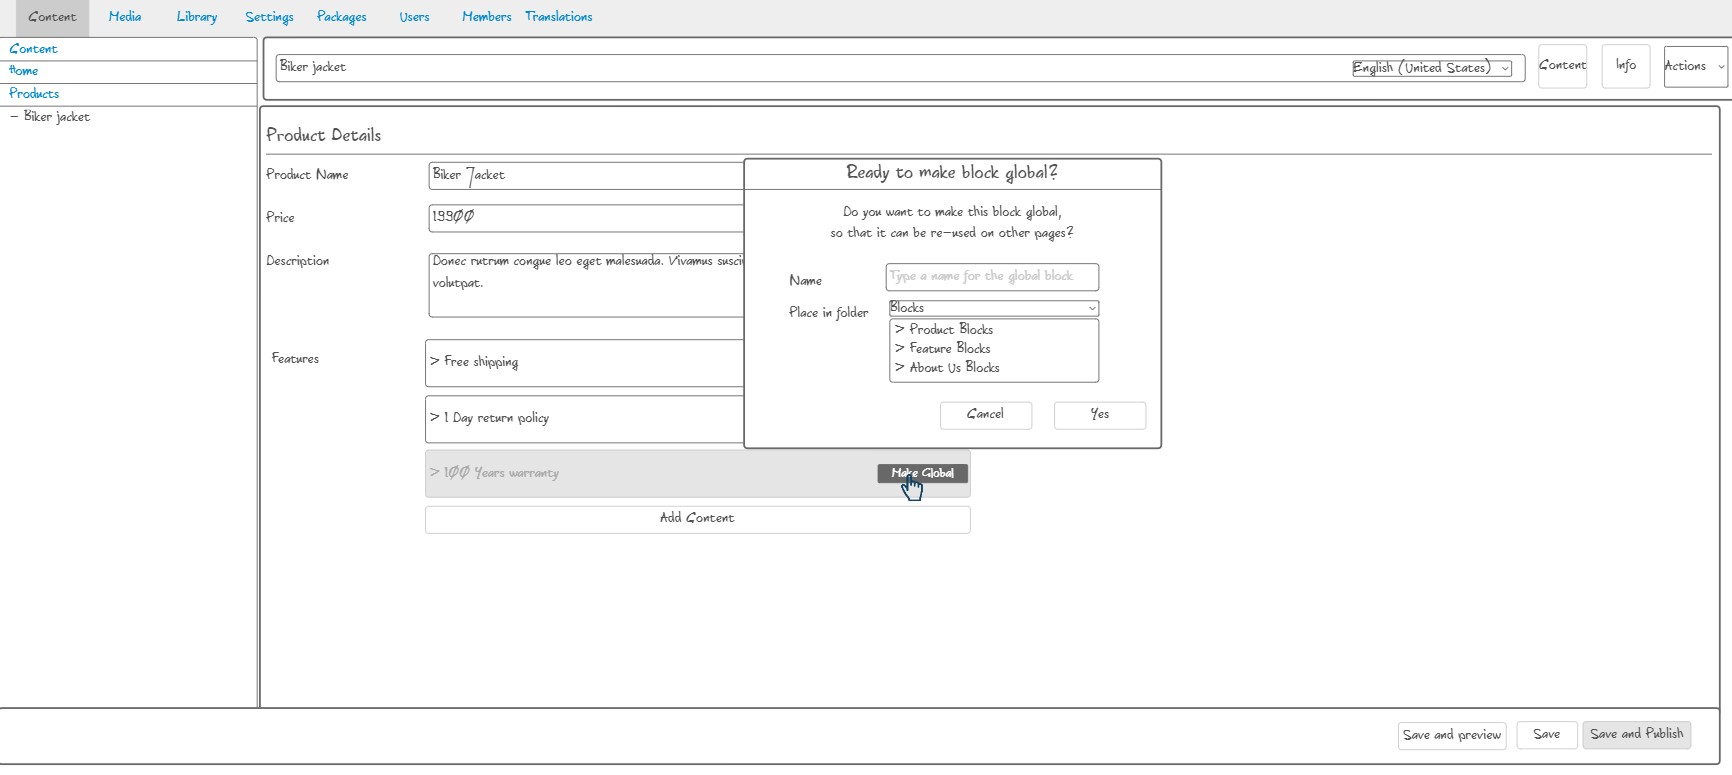 Content Media Library Settings Packages Users Members Translations
Content
Home
Products
– Biker jacket
Biker jacket English (United States) Content Info Actions
Product Details
Product Name Biker Jacket
Price 19900
Description Donec rutrum congue leo eget malesuada. Vivamus susci
volutpat.
Features > Free shipping
> 1 Day return policy
> 100 Years warranty Make Global
Add Content
Ready to make block global?
Do you want to make this block global,
so that it can be re-used on other pages?
Name Type a name for the global block
Place in folder Blocks
> Product Blocks
> Feature Blocks
> About Us Blocks
Cancel Yes
Save and preview Save Save and Publish